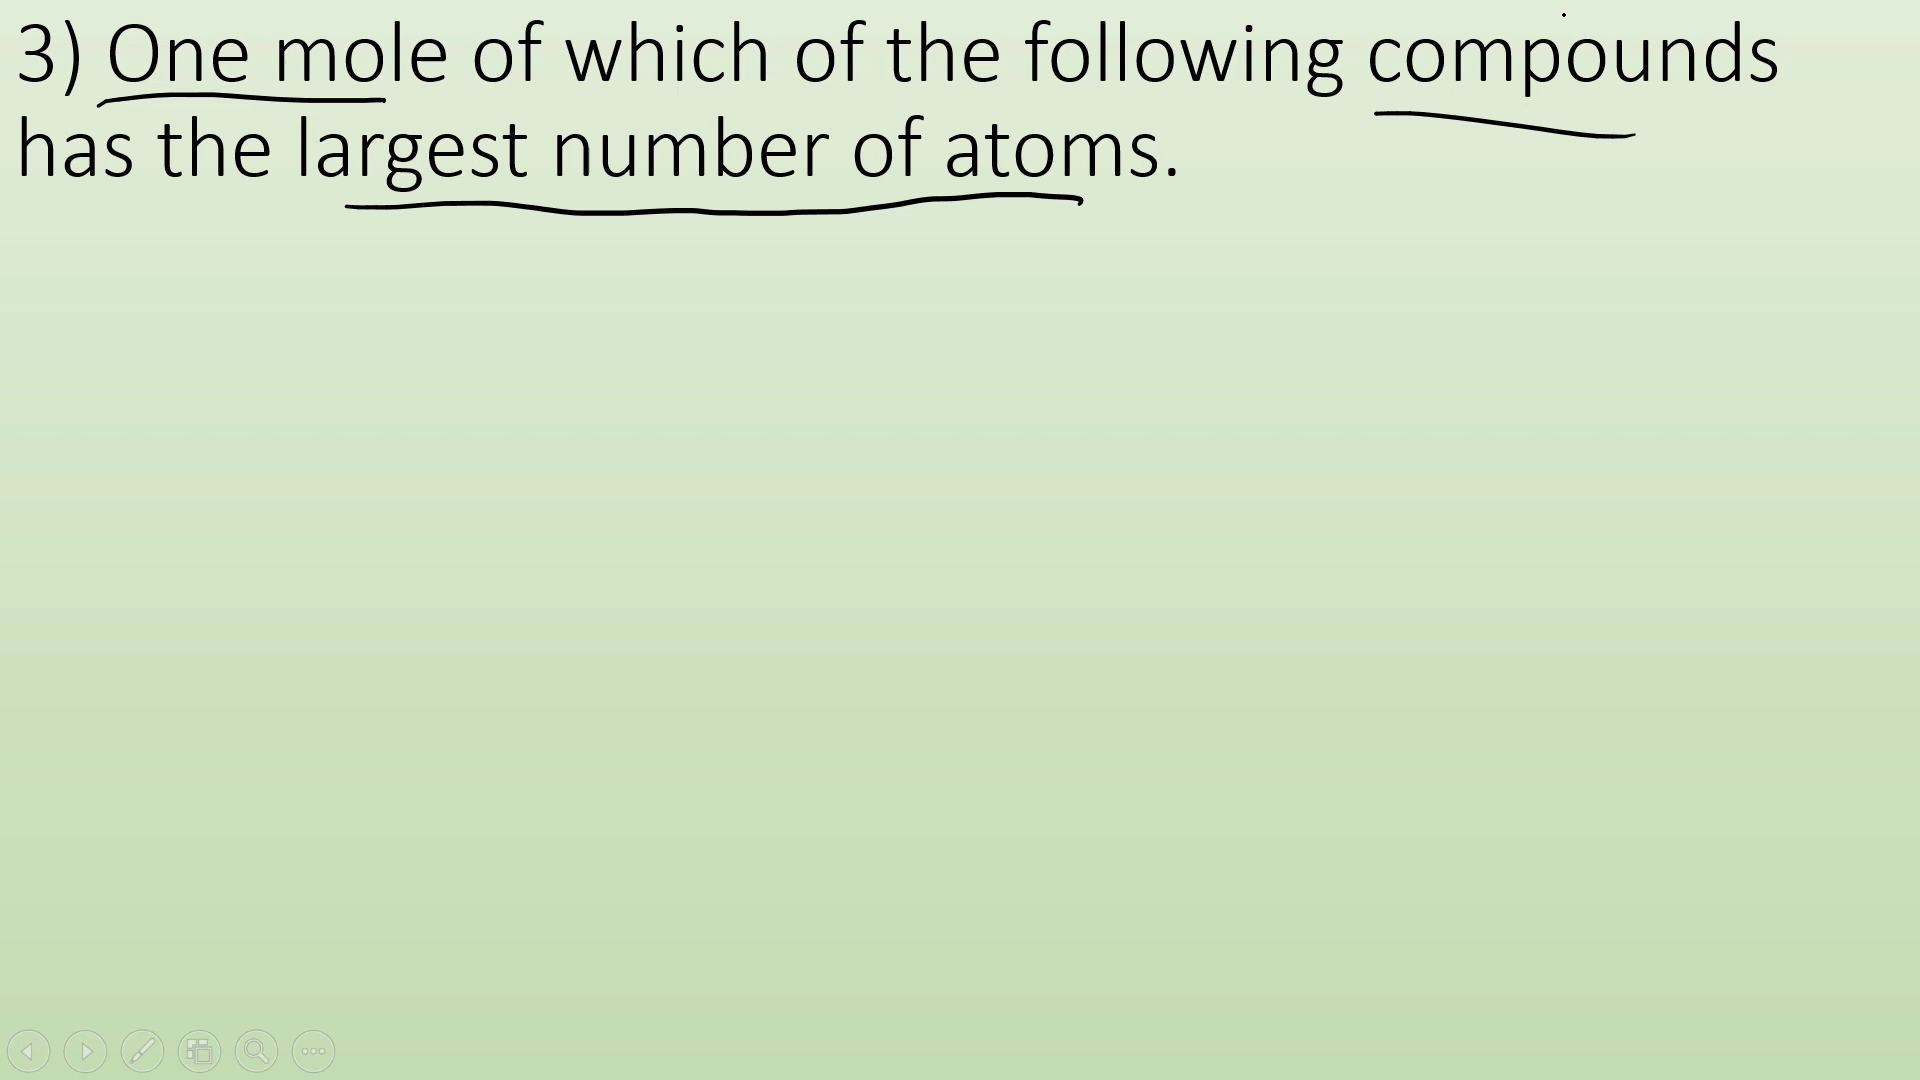 3) One mole of which of the following compounds
has the largest number of atoms.